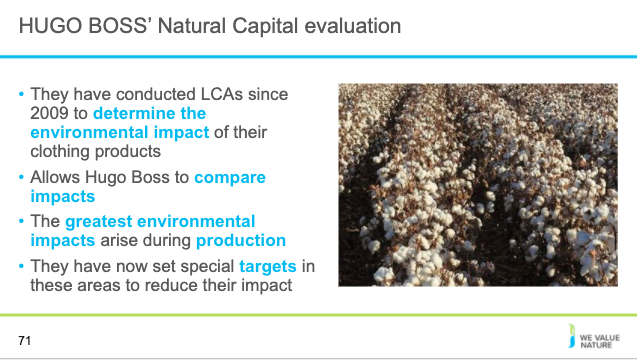 HUGO BOSS’ Natural Capital evaluation
• They have conducted LCAs since
2009 to determine the
environmental impact of their
clothing products
• Allows Hugo Boss to compare
impacts
• The greatest environmental
impacts arise during production
• They have now set special targets in
these areas to reduce their impact
71
WE VALUE
NATURE